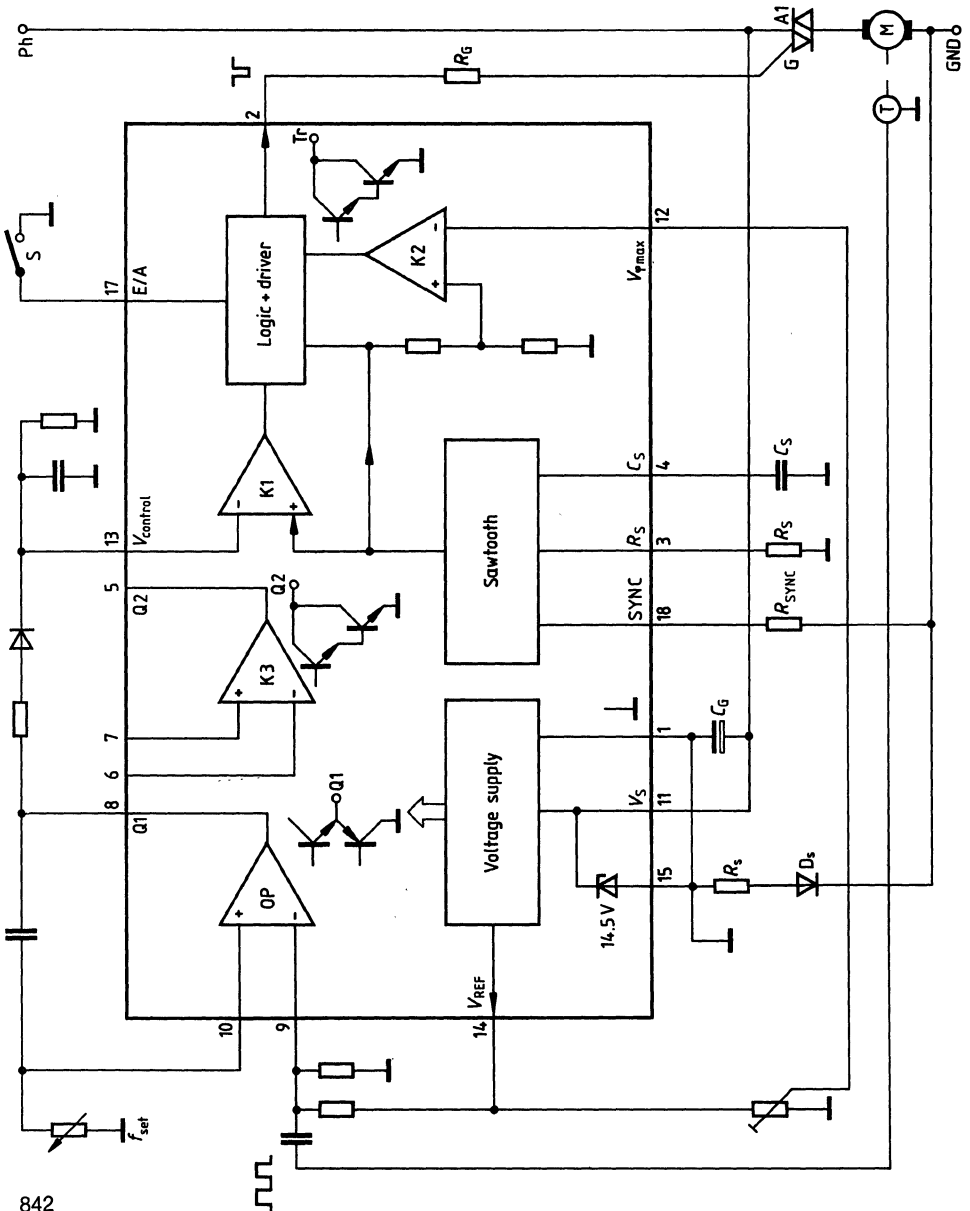 Ph
A1
G
M
GND
T
R_G
2
Tr
S
17
E/A
Logic + driver
K2
+
-
12
V_φmax
K1
-
+
13
V_control
5
Q2
K3
+
-
Q2
7
6
8
Q1
OP
+
-
Q1
10
9
f_set
Sawtooth
C_S
4
C_S
R_S
3
R_S
SYNC
18
R_SYNC
Voltage supply
1
C_G
V_S
11
14.5 V
15
R_s
D_s
V_REF
14
842